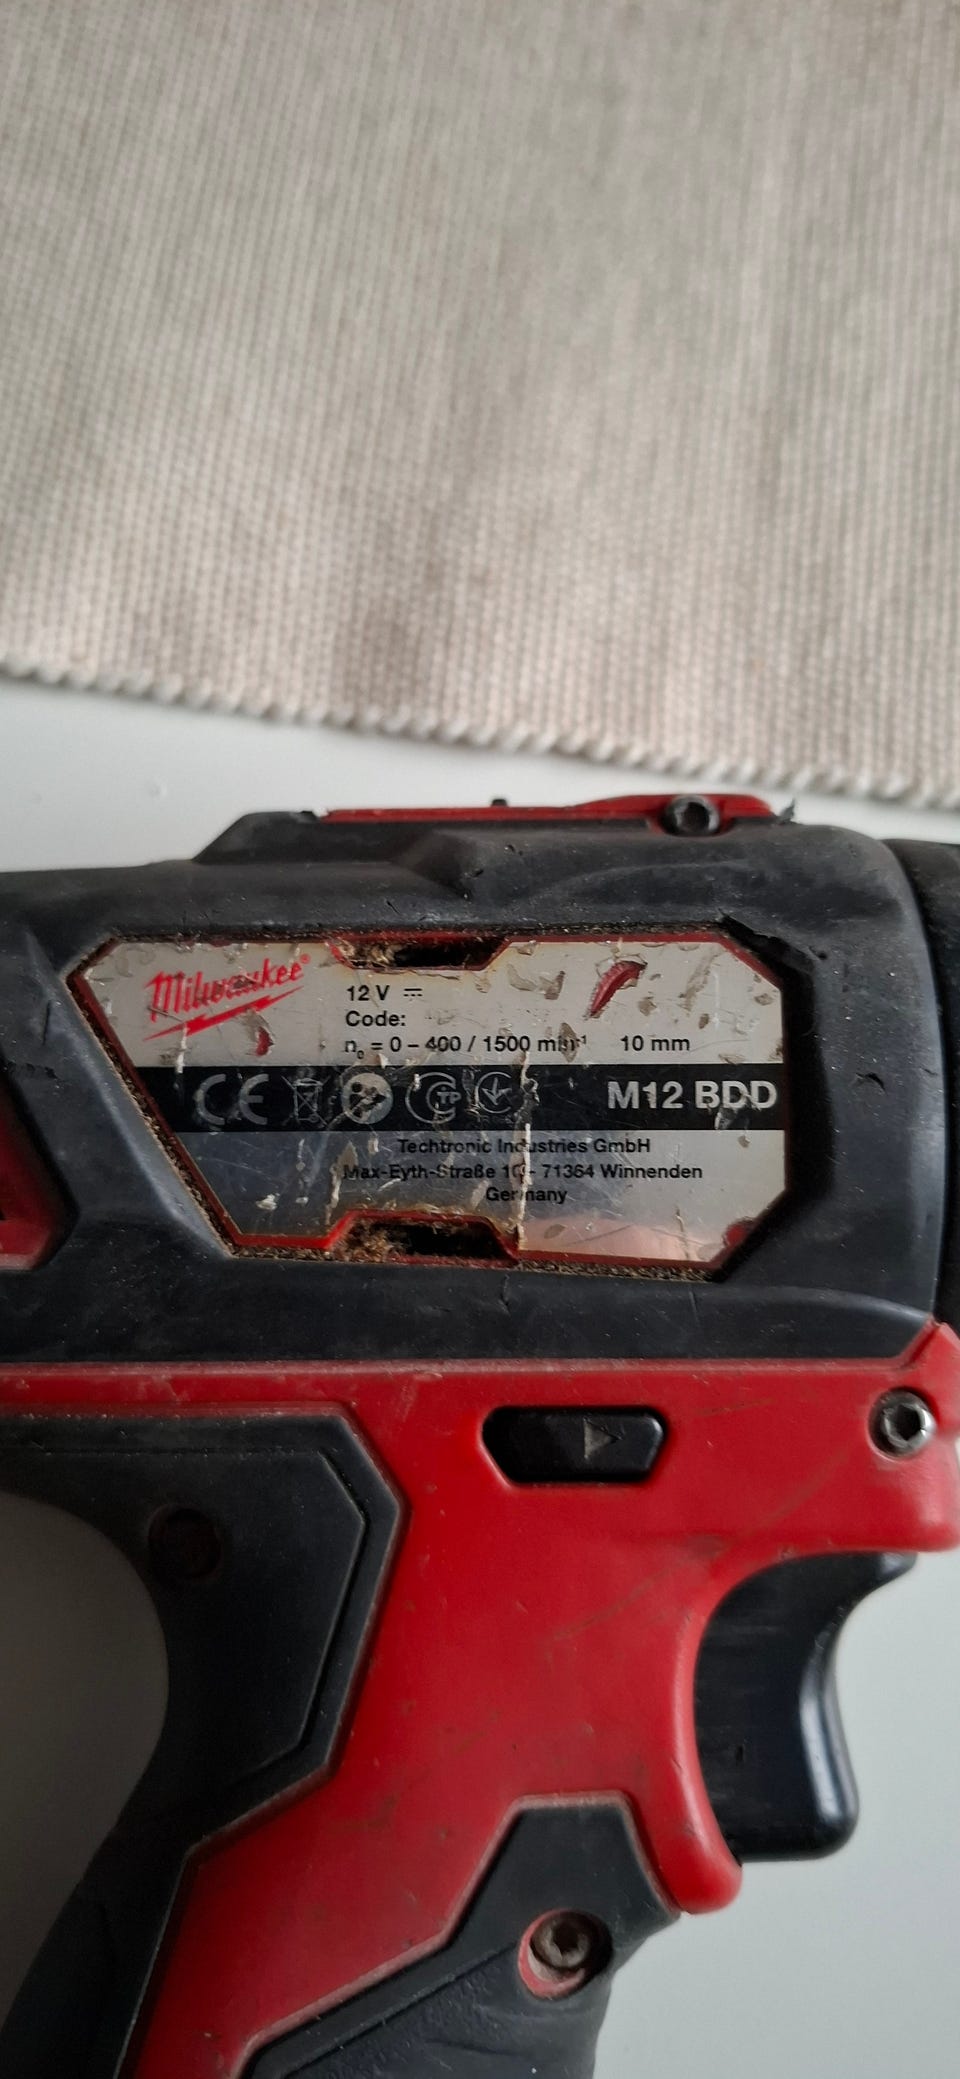 Milwaukee®
12 V ⎓
Code:
n₀ = 0 – 400 / 1500 min⁻¹ 10 mm
CE
M12 BDD
Techtronic Industries GmbH
Max-Eyth-Straße 10 - 71364 Winnenden
Germany